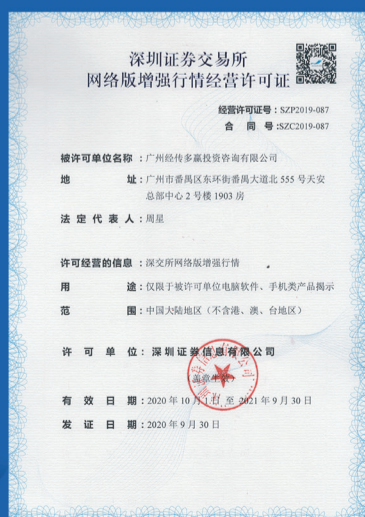 深圳证券交易所
网络版增强行情经营许可证
经营许可证号：SZP2019-087
合同号:SZC2019-087
被许可单位名称：广州经传多赢投资咨询有限公司
地址：广州市番禺区东环街番禺大道北555号天安
总部中心2号楼1903房
法定代表人：周星
许可经营的信息：深交所网络版增强行情
用途：仅限于被许可单位电脑软件、手机类产品揭示
范围：中国大陆地区（不含港、澳、台地区）
许可单位：深圳证券信息有限公司
有效日期：2020年10月1日至2021年9月30日
发证日期：2020年9月30日